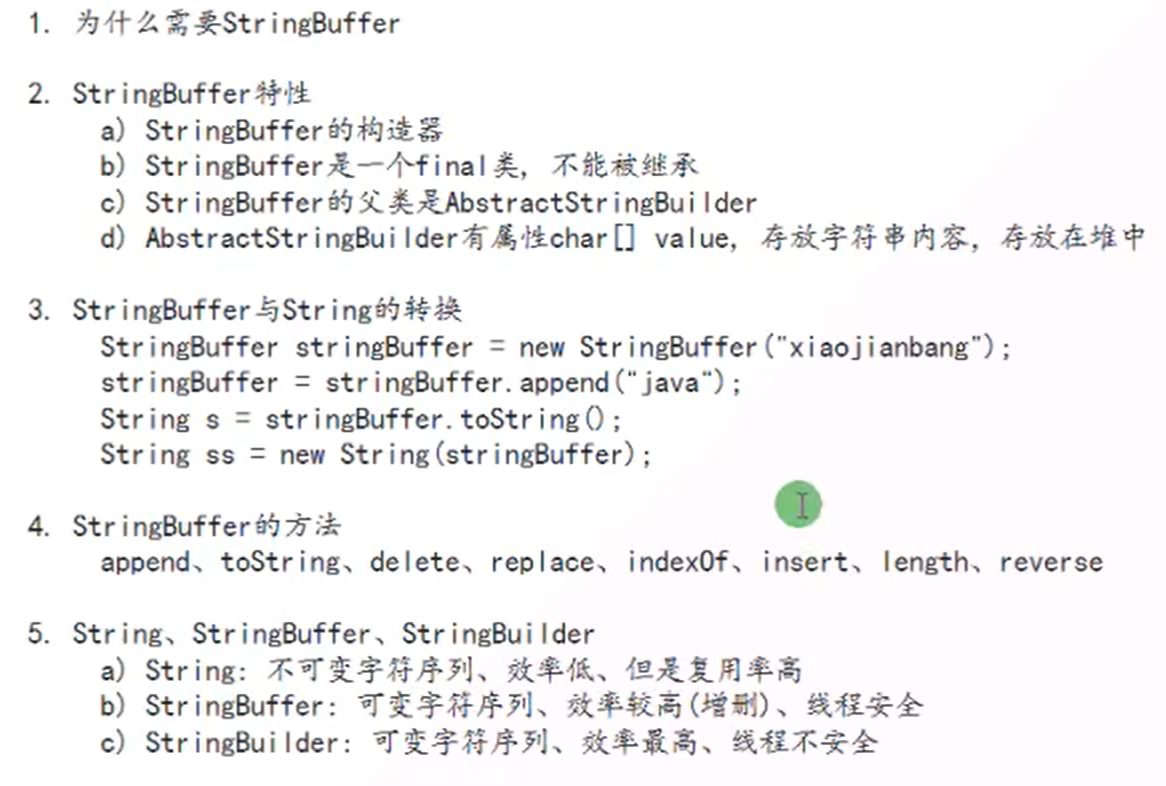 1. 为什么需要StringBuffer
2. StringBuffer特性
a) StringBuffer的构造器
b) StringBuffer是一个final类, 不能被继承
c) StringBuffer的父类是AbstractStringBuilder
d) AbstractStringBuilder有属性char[] value, 存放字符串内容, 存放在堆中
3. StringBuffer与String的转换
StringBuffer stringBuffer = new StringBuffer("xiaojianbang");
stringBuffer = stringBuffer.append("java");
String s = stringBuffer.toString();
String ss = new String(stringBuffer);
4. StringBuffer的方法
append、toString、delete、replace、indexOf、insert、length、reverse
5. String、StringBuffer、StringBuilder
a) String: 不可变字符序列、效率低、但是复用率高
b) StringBuffer: 可变字符序列、效率较高(增删)、线程安全
c) StringBuilder: 可变字符序列、效率最高、线程不安全